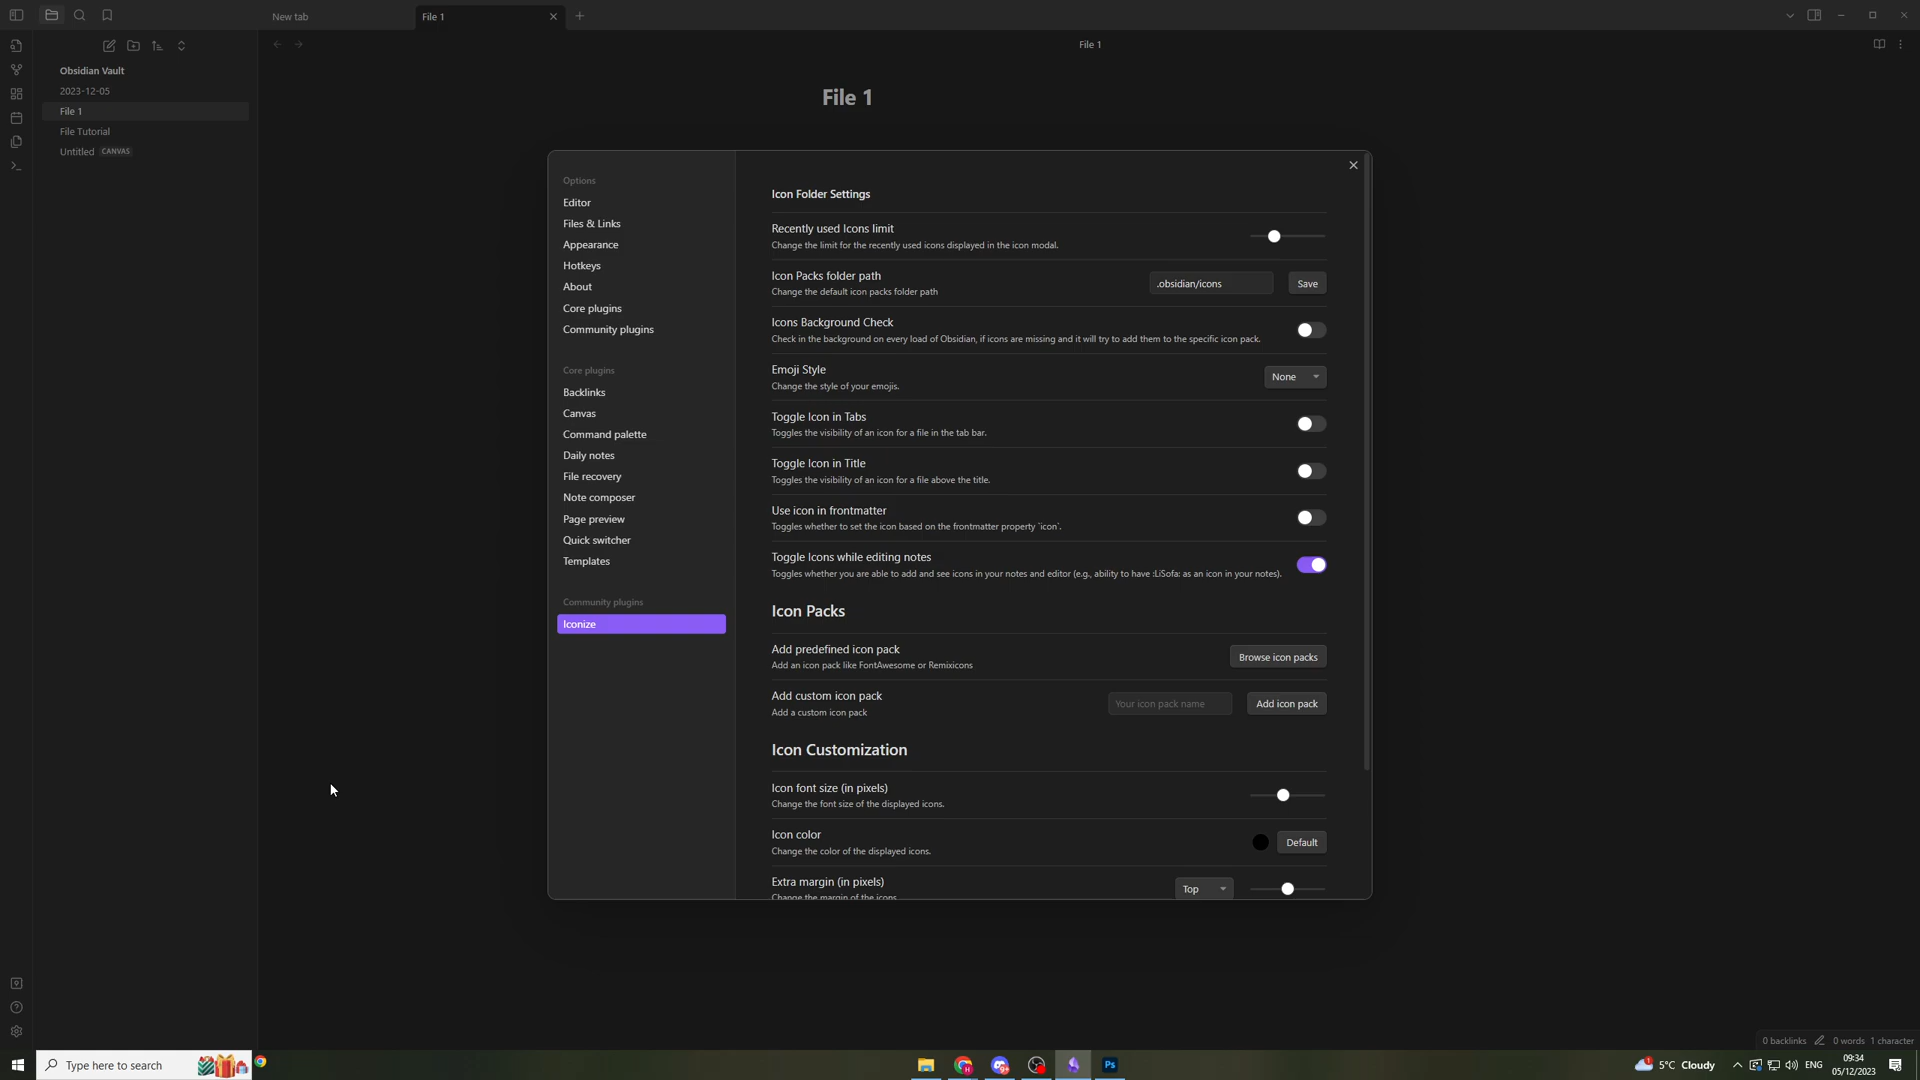 New tab
File 1
File 1
Obsidian Vault
2023-12-05
File 1
File Tutorial
Untitled CANVAS
File 1
Options
Editor
Files & Links
Appearance
Hotkeys
About
Core plugins
Community plugins
Core plugins
Backlinks
Canvas
Command palette
Daily notes
File recovery
Note composer
Page preview
Quick switcher
Templates
Community plugins
Iconize
Icon Folder Settings
Recently used Icons limit
Change the limit for the recently used icons displayed in the icon modal.
Icon Packs folder path
Change the default icon packs folder path
.obsidian/icons
Save
Icons Background Check
Check in the background on every load of Obsidian, if icons are missing and it will try to add them to the specific icon pack.
Emoji Style
Change the style of your emojis.
None
Toggle Icon in Tabs
Toggles the visibility of an icon for a file in the tab bar.
Toggle Icon in Title
Toggles the visibility of an icon for a file above the title.
Use icon in frontmatter
Toggles whether to set the icon based on the frontmatter property `icon`.
Toggle Icons while editing notes
Toggles whether you are able to add and see icons in your notes and editor (e.g., ability to have :LiSofa: as an icon in your notes).
Icon Packs
Add predefined icon pack
Add an icon pack like FontAwesome or Remixicons
Browse icon packs
Add custom icon pack
Add a custom icon pack
Your icon pack name
Add icon pack
Icon Customization
Icon font size (in pixels)
Change the font size of the displayed icons.
Icon color
Change the color of the displayed icons.
Default
Extra margin (in pixels)
Change the margin of the icons.
Top
0 backlinks 0 words 1 character
Type here to search
Ps
5°C Cloudy
ENG
09:34
05/12/2023